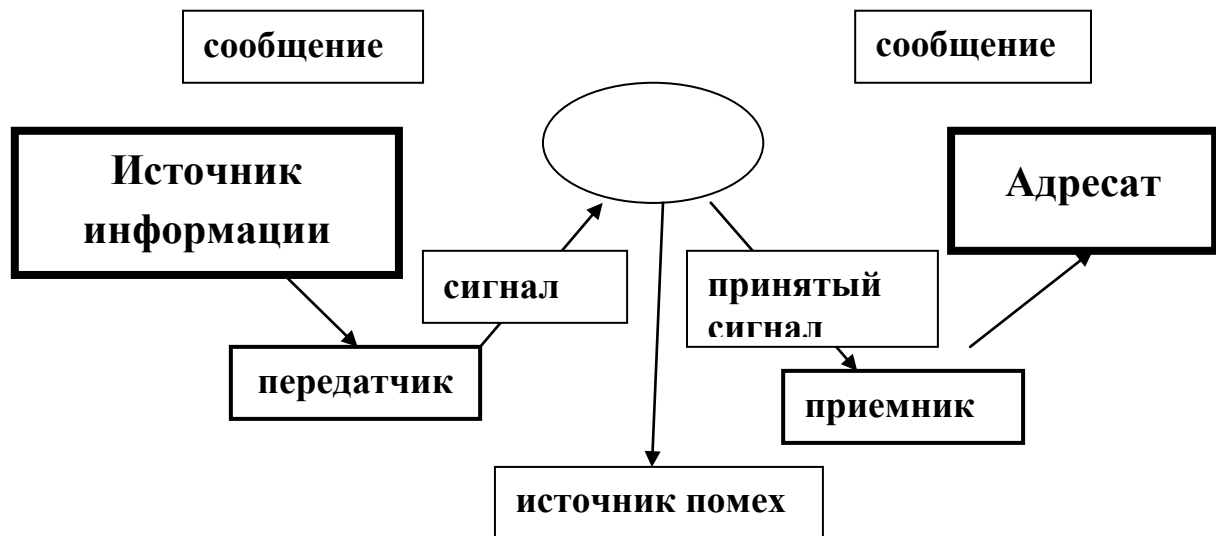 сообщение
сообщение
Источник
информации
Адресат
сигнал
принятый
сигнал
передатчик
приемник
источник помех